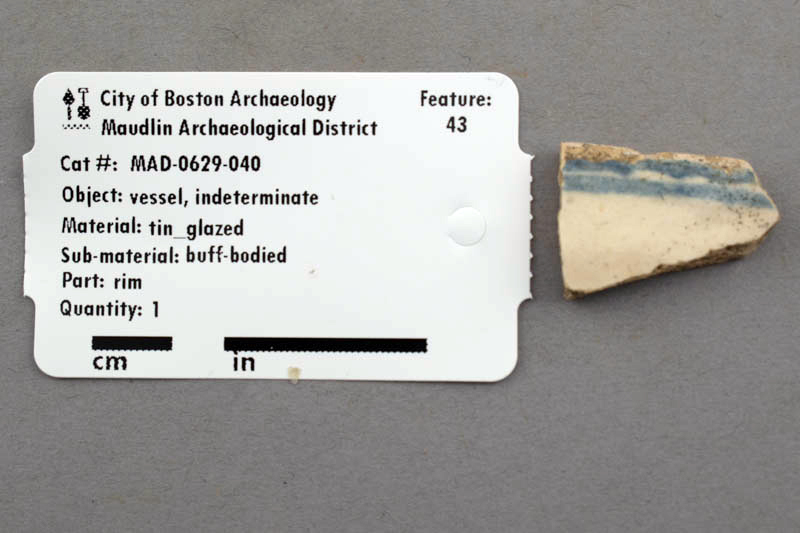 City of Boston Archaeology
Maudlin Archaeological District
Feature:
43
Cat #: MAD-0629-040
Object: vessel, indeterminate
Material: tin_glazed
Sub-material: buff-bodied
Part: rim
Quantity: 1
cm in